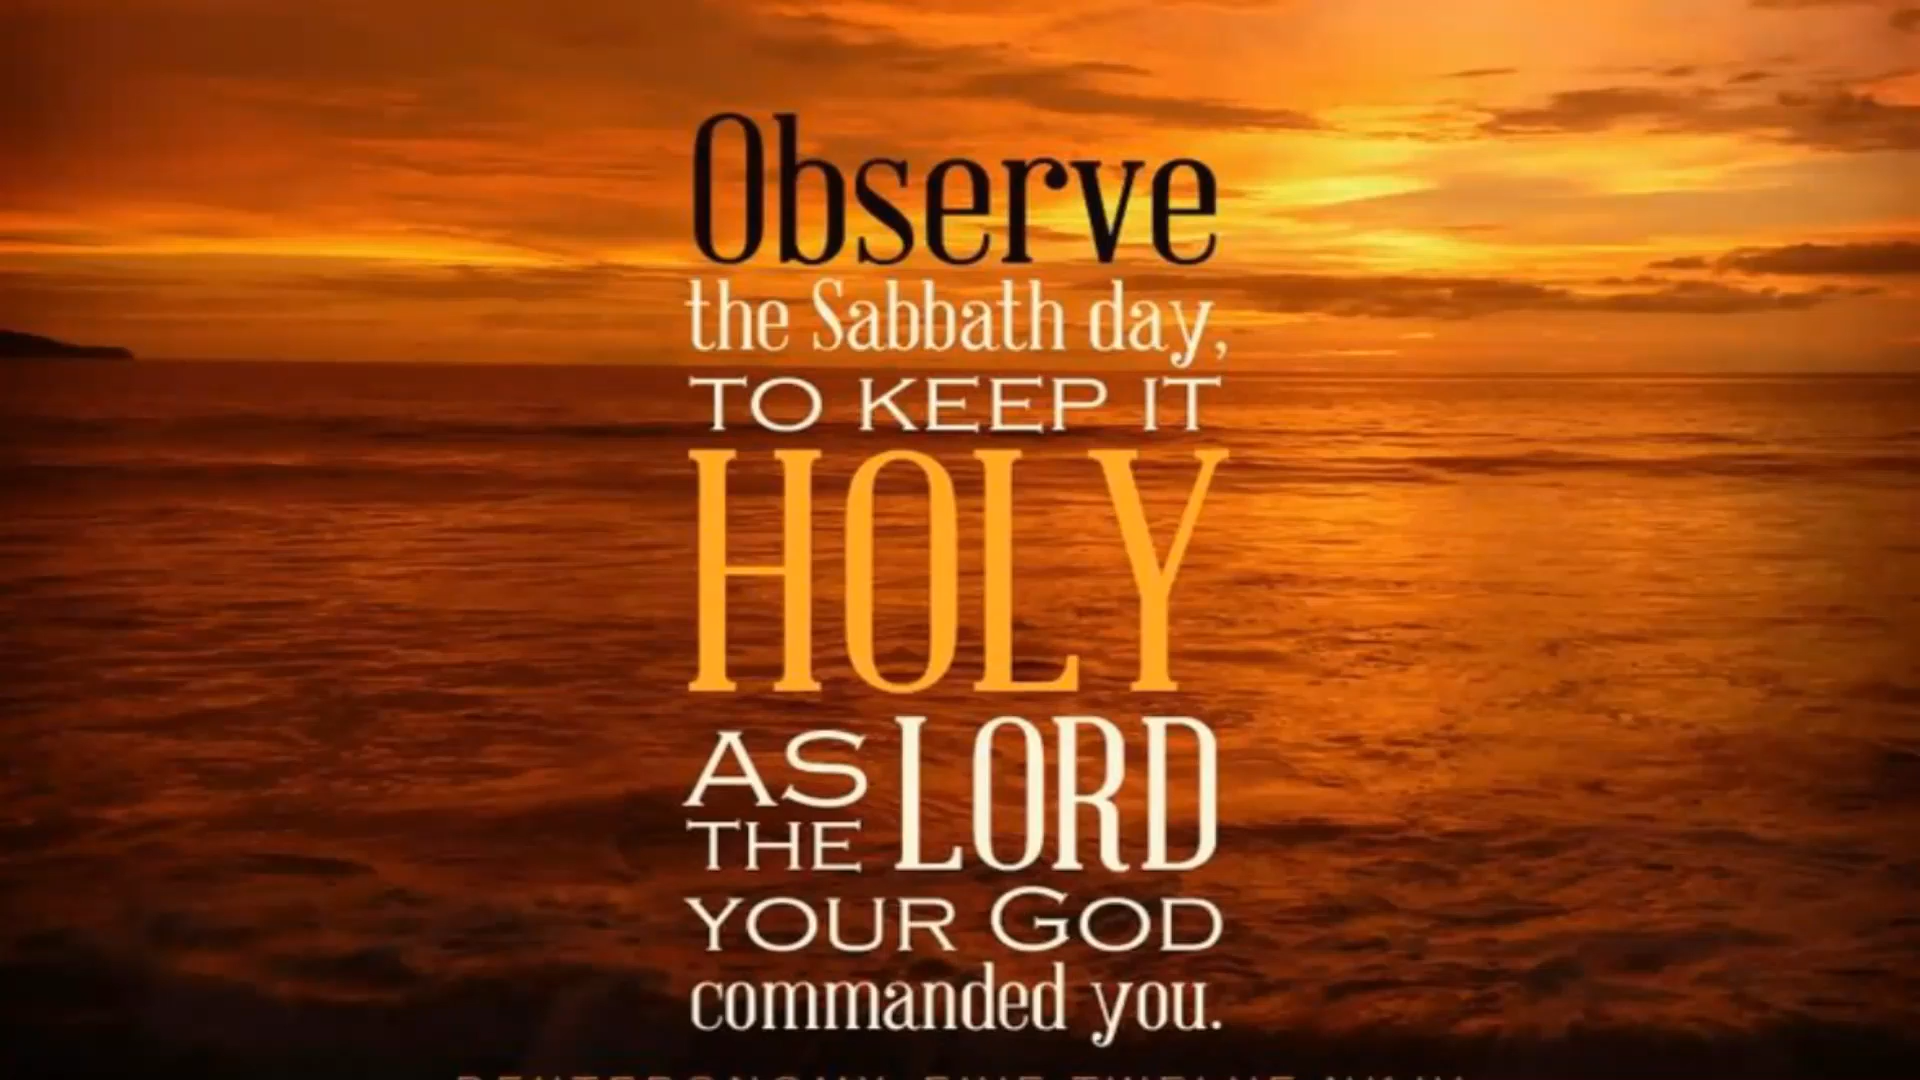 Observe
the Sabbath day,
TO KEEP IT
HOLY
AS THE LORD
YOUR GOD
commanded you.